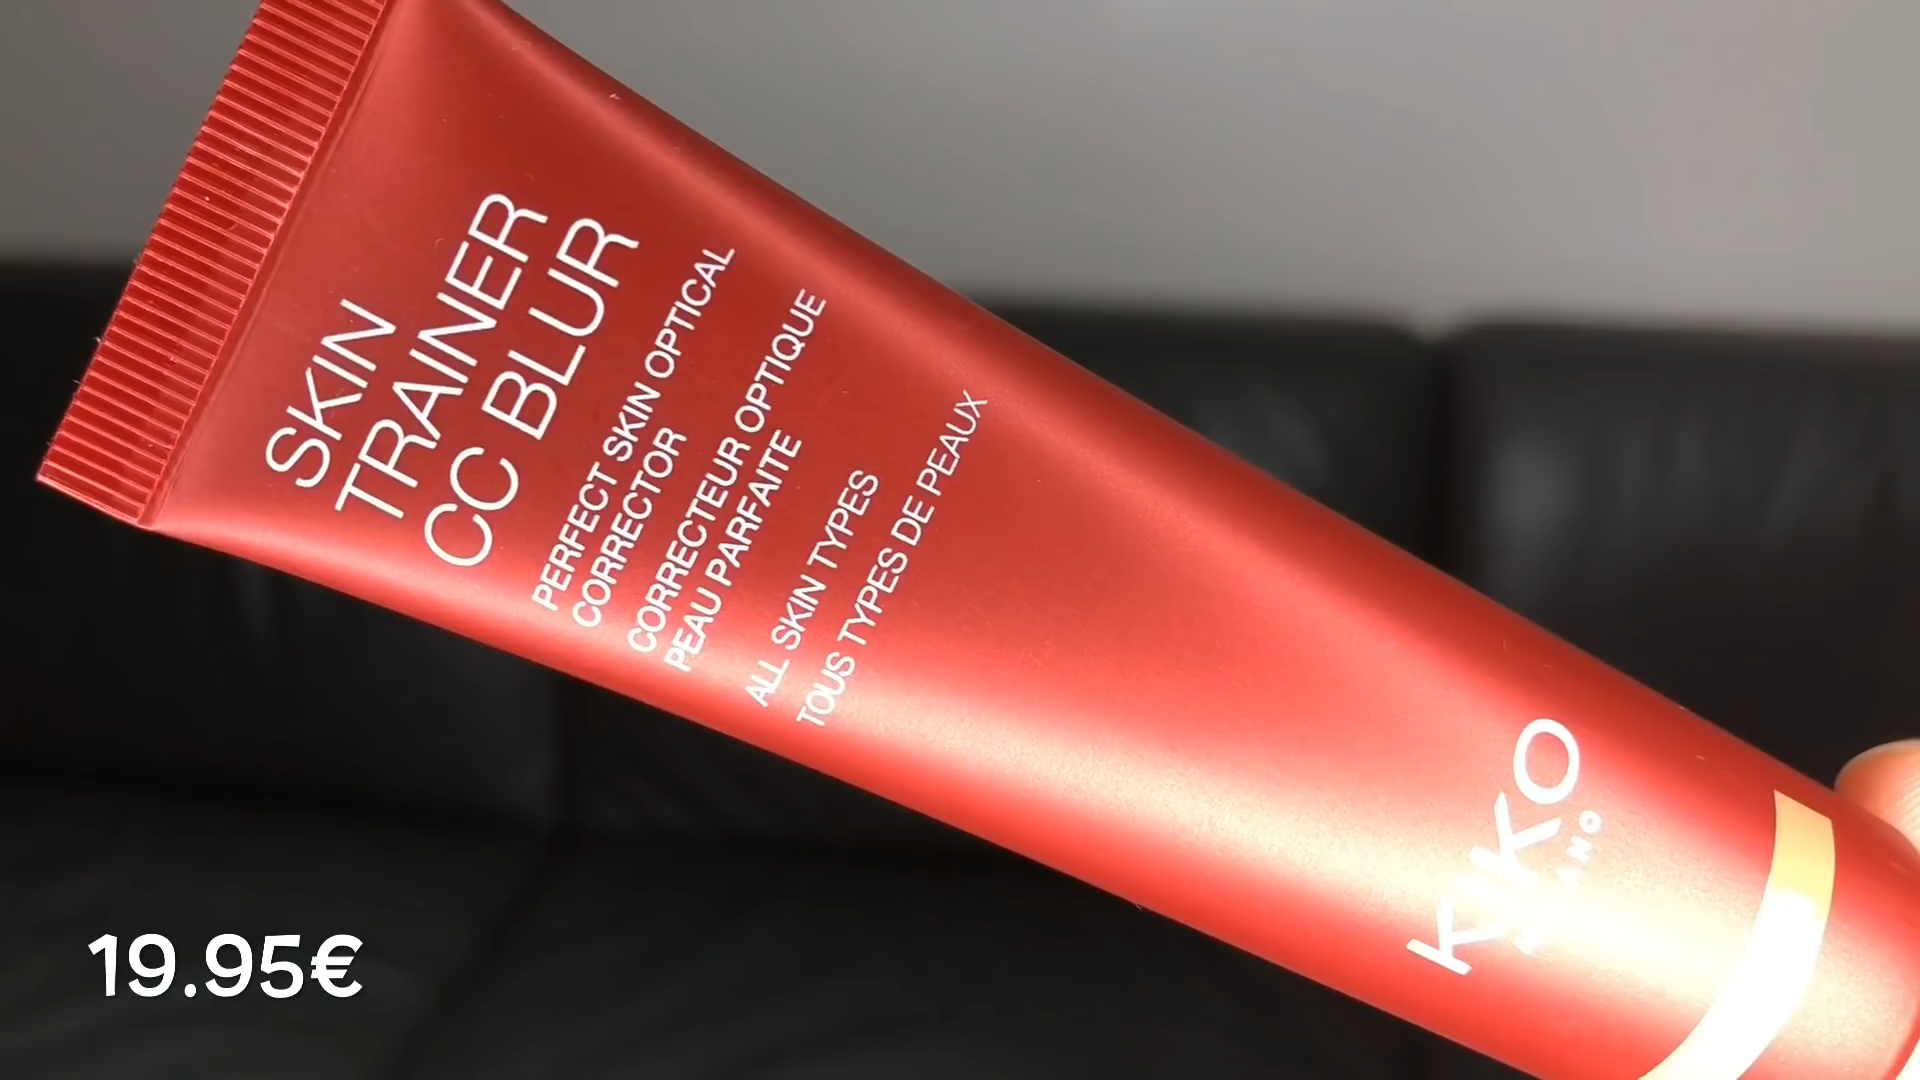 SKIN
TRAINER
CC BLUR
PERFECT SKIN OPTICAL
CORRECTOR
CORRECTEUR OPTIQUE
PEAU PARFAITE
ALL SKIN TYPES
TOUS TYPES DE PEAUX
KIKO
19.95€